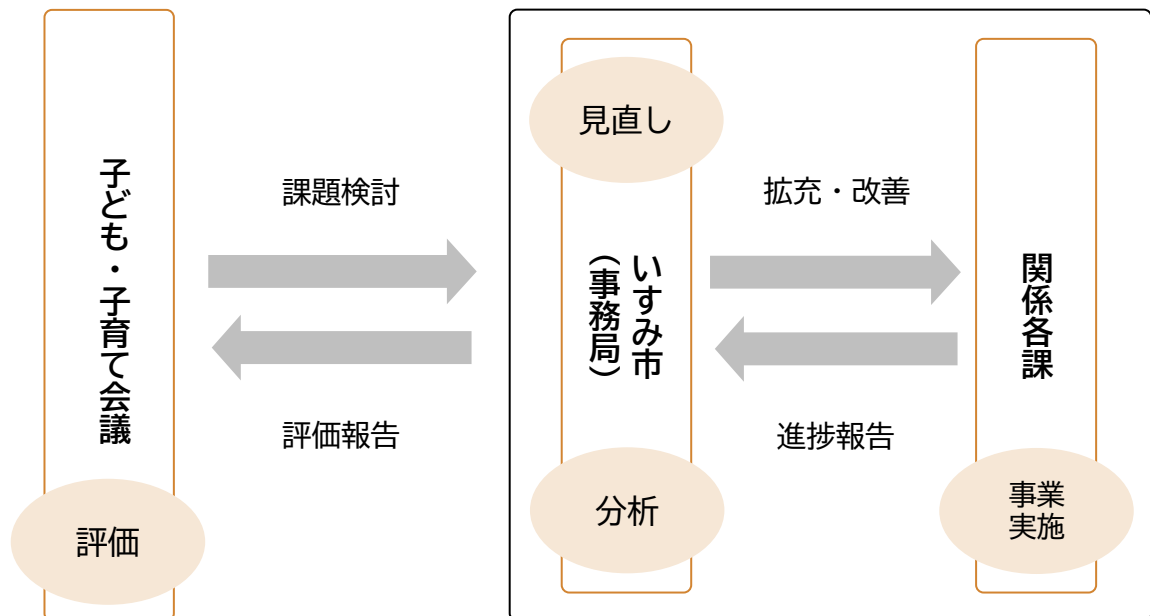 子ども・子育て会議
評価
課題検討
評価報告
見直し
いすみ市
（事務局）
分析
拡充・改善
進捗報告
関係各課
事業
実施